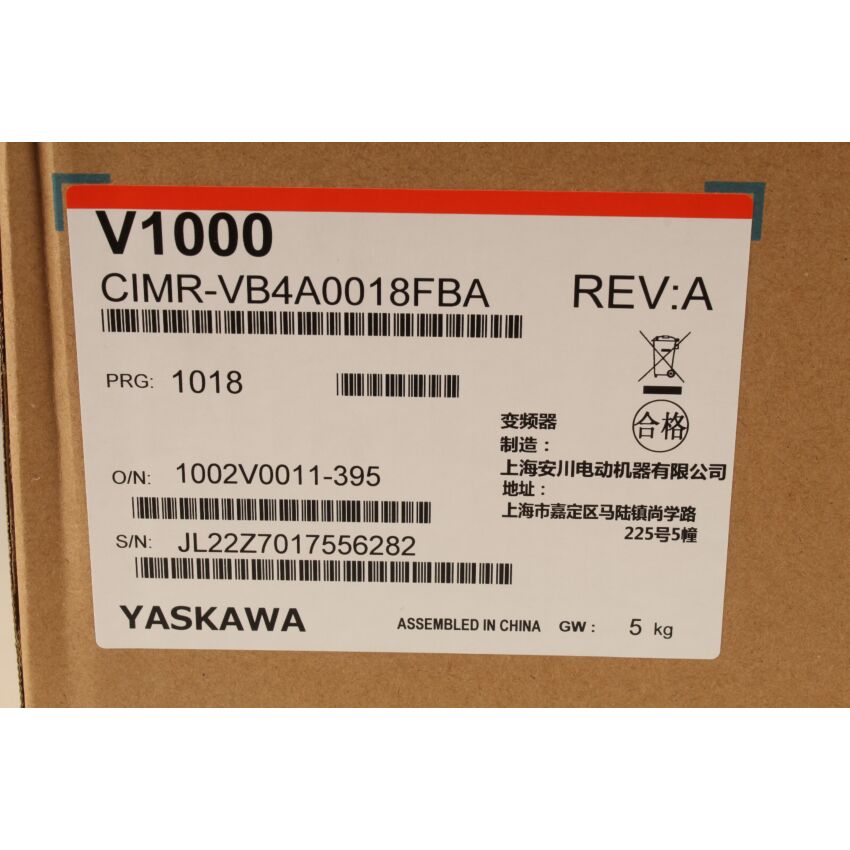 V1000
CIMR-VB4A0018FBA REV:A
PRG: 1018
变频器
合格
制造：
O/N: 1002V0011-395
上海安川电动机器有限公司
地址：
上海市嘉定区马陆镇尚学路
225号5幢
S/N: JL22Z7017556282
YASKAWA ASSEMBLED IN CHINA GW: 5 kg